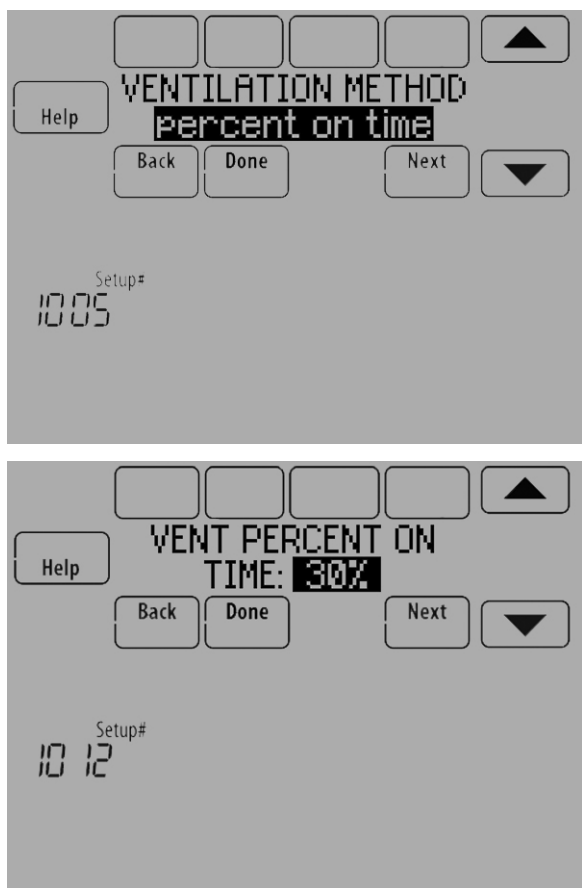 VENTILATION METHOD
Help
percent on time
Back Done Next
Setup#
1005
VENT PERCENT ON
Help
TIME: 30%
Back Done Next
Setup#
1012